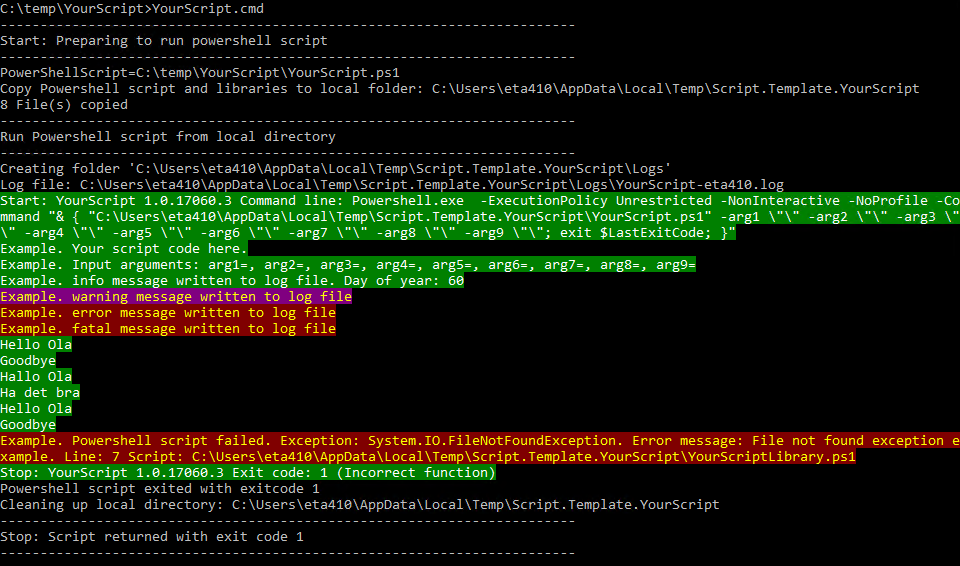 C:\temp\YourScript>YourScript.cmd
------------------------------------------------------------------------
Start: Preparing to run powershell script
------------------------------------------------------------------------
PowerShellScript=C:\temp\YourScript\YourScript.ps1
Copy Powershell script and libraries to local folder: C:\Users\eta410\AppData\Local\Temp\Script.Template.YourScript
8 File(s) copied
------------------------------------------------------------------------
Run Powershell script from local directory
------------------------------------------------------------------------
Creating folder 'C:\Users\eta410\AppData\Local\Temp\Script.Template.YourScript\Logs'
Log file: C:\Users\eta410\AppData\Local\Temp\Script.Template.YourScript\Logs\YourScript-eta410.log
Start: YourScript 1.0.17060.3 Command line: Powershell.exe  -ExecutionPolicy Unrestricted -NonInteractive -NoProfile -Co
mmand "& { "C:\Users\eta410\AppData\Local\Temp\Script.Template.YourScript\YourScript.ps1" -arg1 \"\" -arg2 \"\" -arg3 \"
\" -arg4 \"\" -arg5 \"\" -arg6 \"\" -arg7 \"\" -arg8 \"\" -arg9 \"\"; exit $LastExitCode; }"
Example. Your script code here.
Example. Input arguments: arg1=, arg2=, arg3=, arg4=, arg5=, arg6=, arg7=, arg8=, arg9=
Example. info message written to log file. Day of year: 60
Example. warning message written to log file
Example. error message written to log file
Example. fatal message written to log file
Hello Ola
Goodbye
Hallo Ola
Ha det bra
Hello Ola
Goodbye
Example. Powershell script failed. Exception: System.IO.FileNotFoundException. Error message: File not found exception e
xample. Line: 7 Script: C:\Users\eta410\AppData\Local\Temp\Script.Template.YourScript\YourScriptLibrary.ps1
Stop: YourScript 1.0.17060.3 Exit code: 1 (Incorrect function)
Powershell script exited with exitcode 1
Cleaning up local directory: C:\Users\eta410\AppData\Local\Temp\Script.Template.YourScript
------------------------------------------------------------------------
Stop: Script returned with exit code 1
------------------------------------------------------------------------